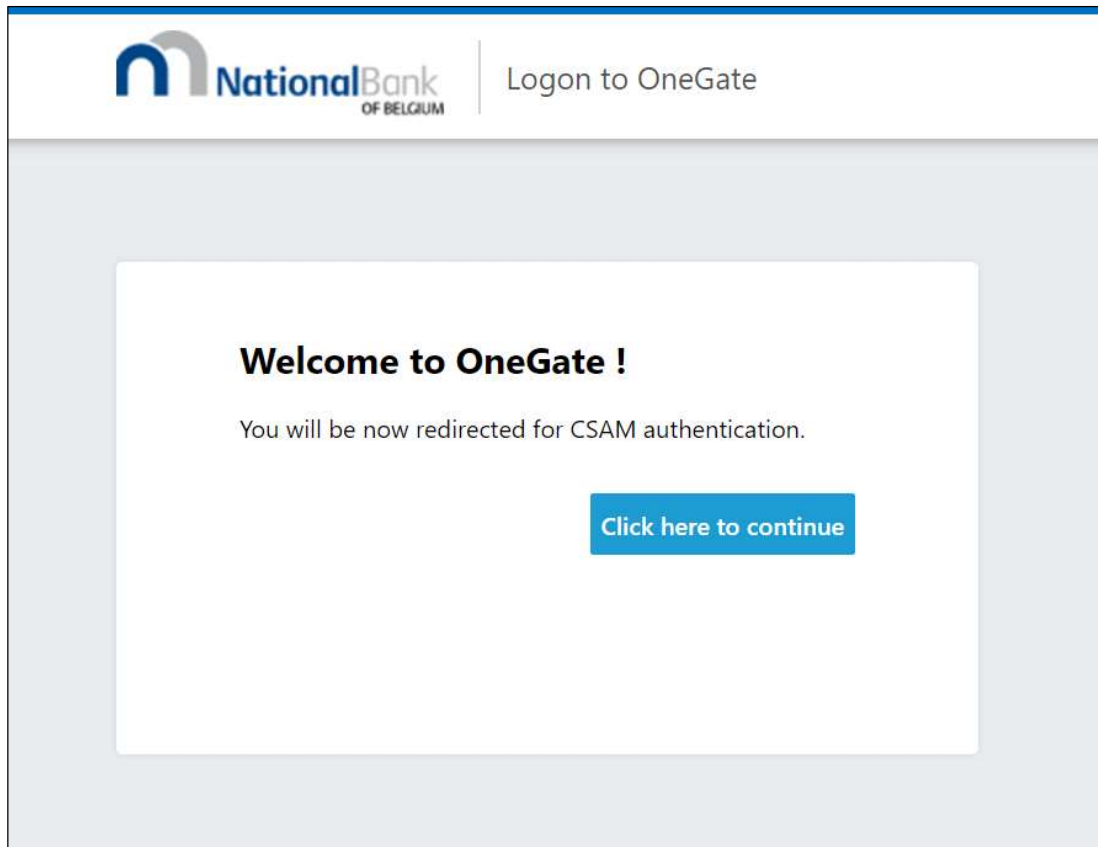 NationalBank
OF BELGIUM
Logon to OneGate
Welcome to OneGate !
You will be now redirected for CSAM authentication.
Click here to continue